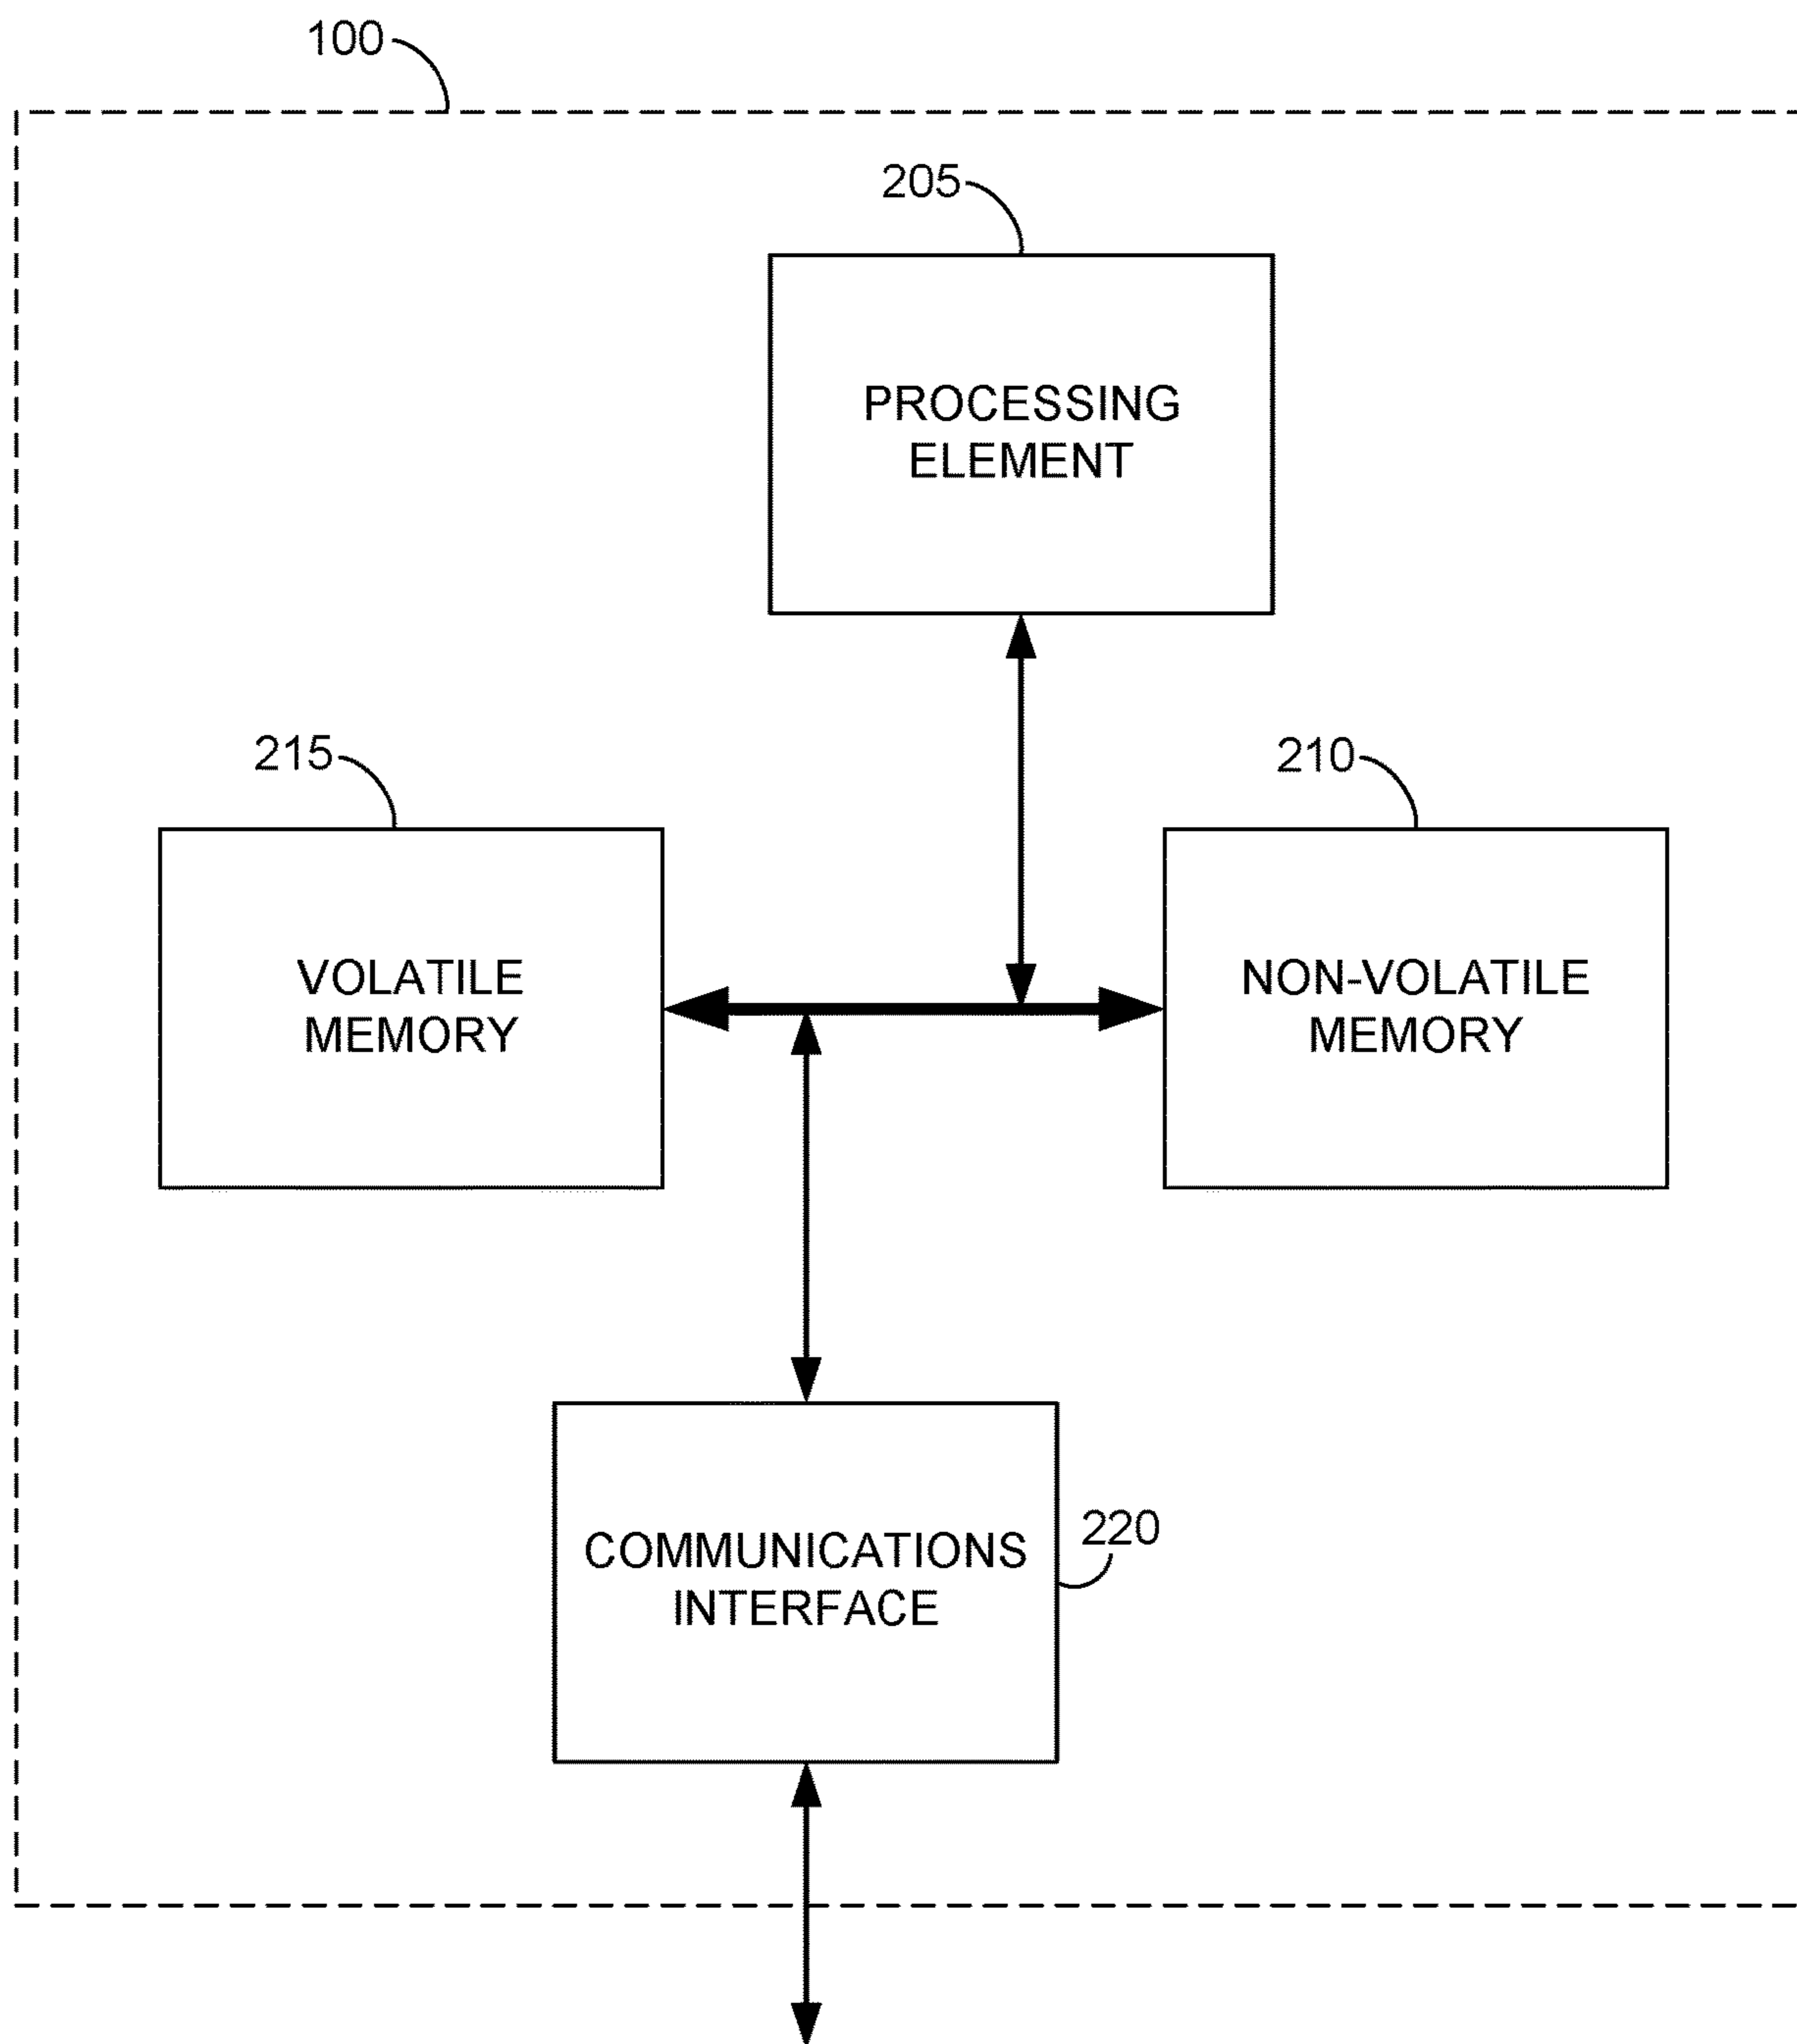 100
205
PROCESSING
ELEMENT
215
210
VOLATILE
MEMORY
NON-VOLATILE
MEMORY
COMMUNICATIONS
INTERFACE
220